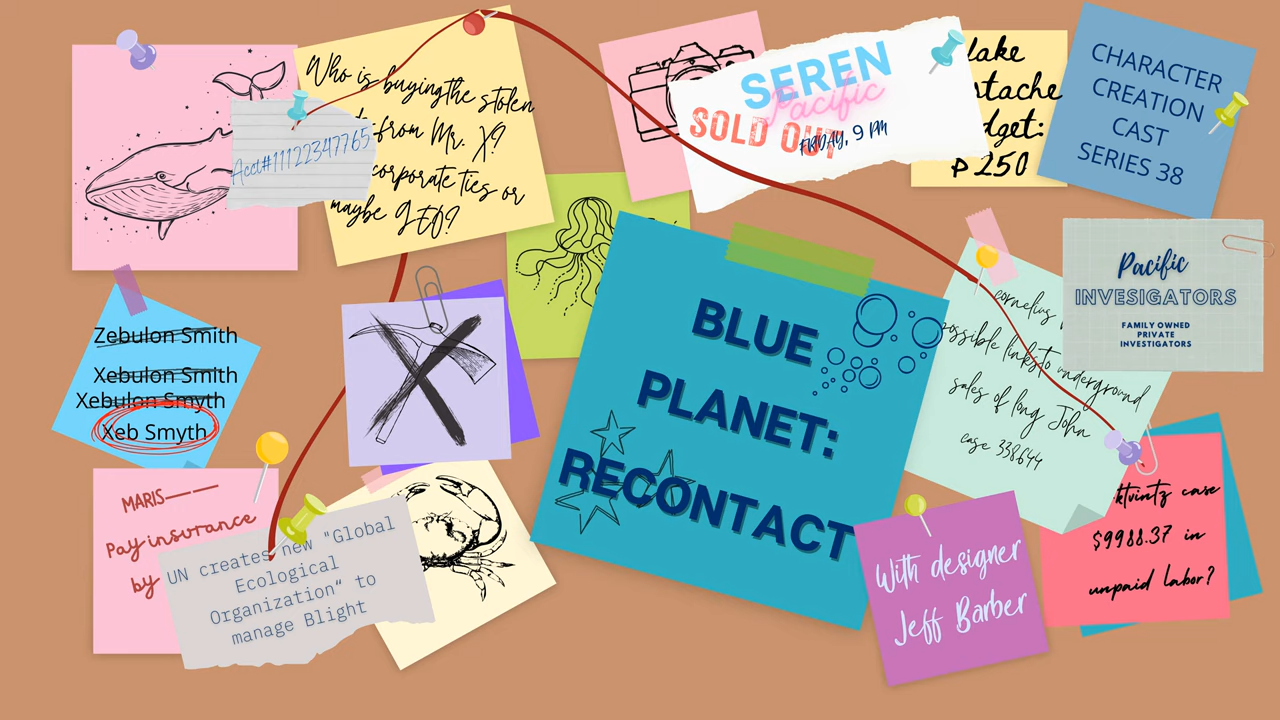 Who is buying the stolen
from Mr. X?
corporate ties or
maybe GEO?
Acct#11122347765
SEREN
Pacific
SOLD OUT
FRIDAY, 9 PM
lake
stache
dget:
₱250
CHARACTER
CREATION
CAST
SERIES 38
Pacific
INVESIGATORS
FAMILY OWNED
PRIVATE
INVESTIGATORS
Zebulon Smith
Xebulon Smith
Xebulon Smyth
Xeb Smyth
BLUE
PLANET:
RECONTACT
cornelius
possible links to underground
sales of long John
case 338644
MARIS
Pay insurance
by
UN creates new "Global
Ecological
Organization" to
manage Blight
With designer
Jeff Barber
case
$9988.37 in
unpaid labor?